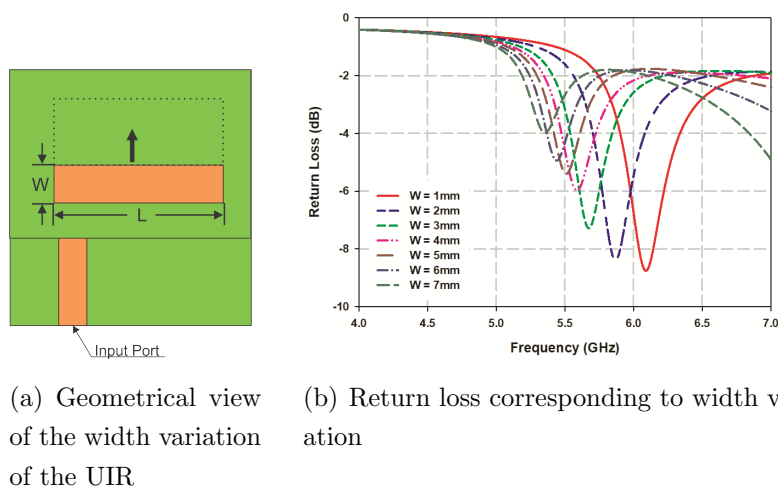 W
L
Input Port
0
-2
-4
-6
-8
-10
Return Loss (dB)
W = 1mm
W = 2mm
W = 3mm
W = 4mm
W = 5mm
W = 6mm
W = 7mm
4.0 4.5 5.0 5.5 6.0 6.5 7.0
Frequency (GHz)
(a) Geometrical view
of the width variation
of the UIR
(b) Return loss corresponding to width v
ation